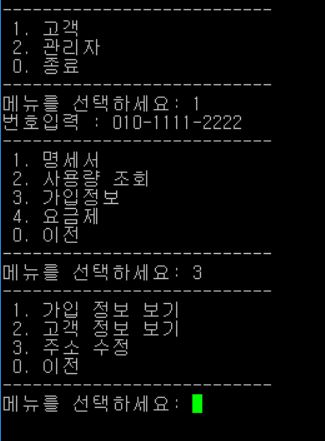 ---------------------------
1. 고객
2. 관리자
0. 종료
---------------------------
메뉴를 선택하세요: 1
번호입력 : 010-1111-2222
---------------------------
1. 명세서
2. 사용량 조회
3. 가입정보
4. 요금제
0. 이전
---------------------------
메뉴를 선택하세요: 3
---------------------------
1. 가입 정보 보기
2. 고객 정보 보기
3. 주소 수정
0. 이전
---------------------------
메뉴를 선택하세요: